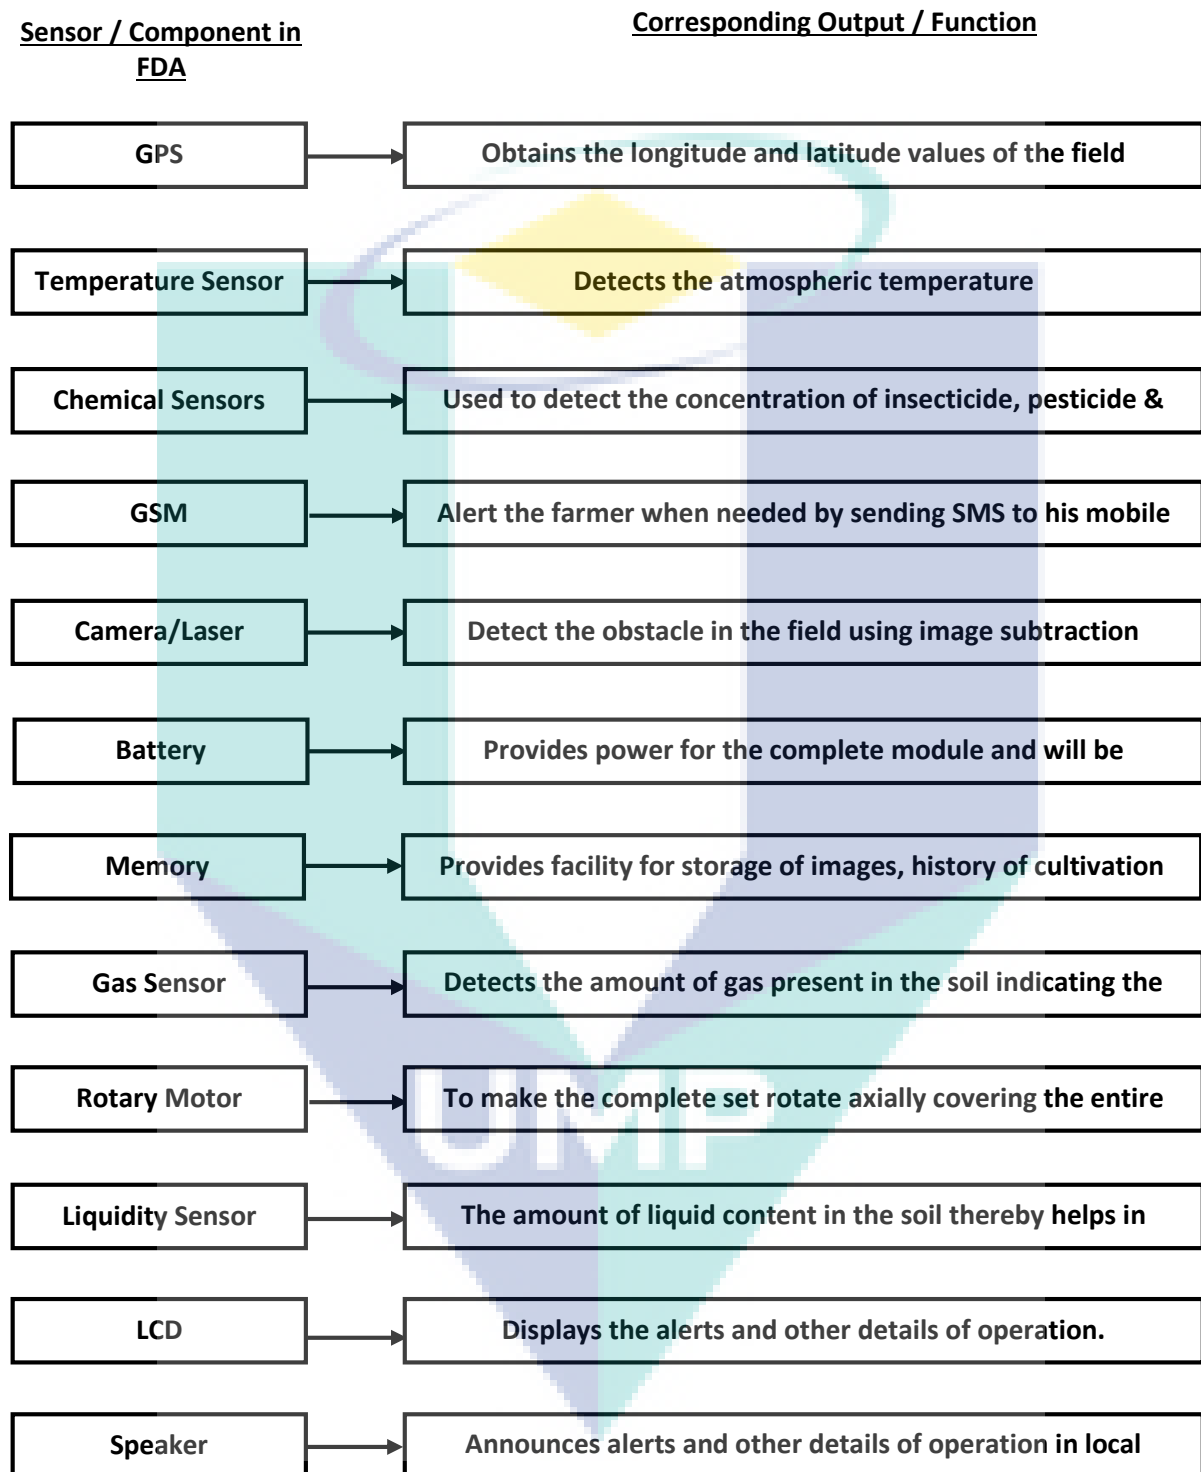 Sensor / Component in
FDA
Corresponding Output / Function
GPS
Obtains the longitude and latitude values of the field
Temperature Sensor
Detects the atmospheric temperature
Chemical Sensors
Used to detect the concentration of insecticide, pesticide &
GSM
Alert the farmer when needed by sending SMS to his mobile
Camera/Laser
Detect the obstacle in the field using image subtraction
Battery
Provides power for the complete module and will be
Memory
Provides facility for storage of images, history of cultivation
Gas Sensor
Detects the amount of gas present in the soil indicating the
Rotary Motor
To make the complete set rotate axially covering the entire
UMP
Liquidity Sensor
The amount of liquid content in the soil thereby helps in
LCD
Displays the alerts and other details of operation.
Speaker
Announces alerts and other details of operation in local